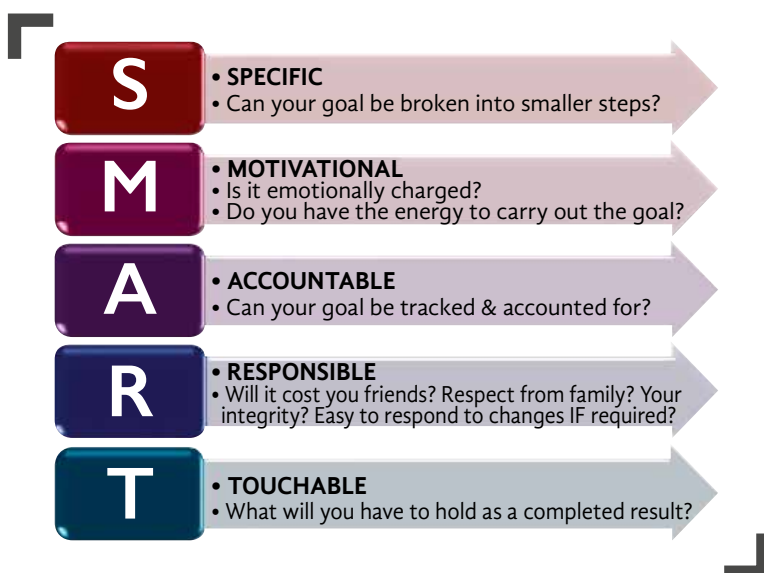 S
• SPECIFIC
• Can your goal be broken into smaller steps?
M
• MOTIVATIONAL
• Is it emotionally charged?
• Do you have the energy to carry out the goal?
A
• ACCOUNTABLE
• Can your goal be tracked & accounted for?
R
• RESPONSIBLE
• Will it cost you friends? Respect from family? Your
integrity? Easy to respond to changes IF required?
T
• TOUCHABLE
• What will you have to hold as a completed result?